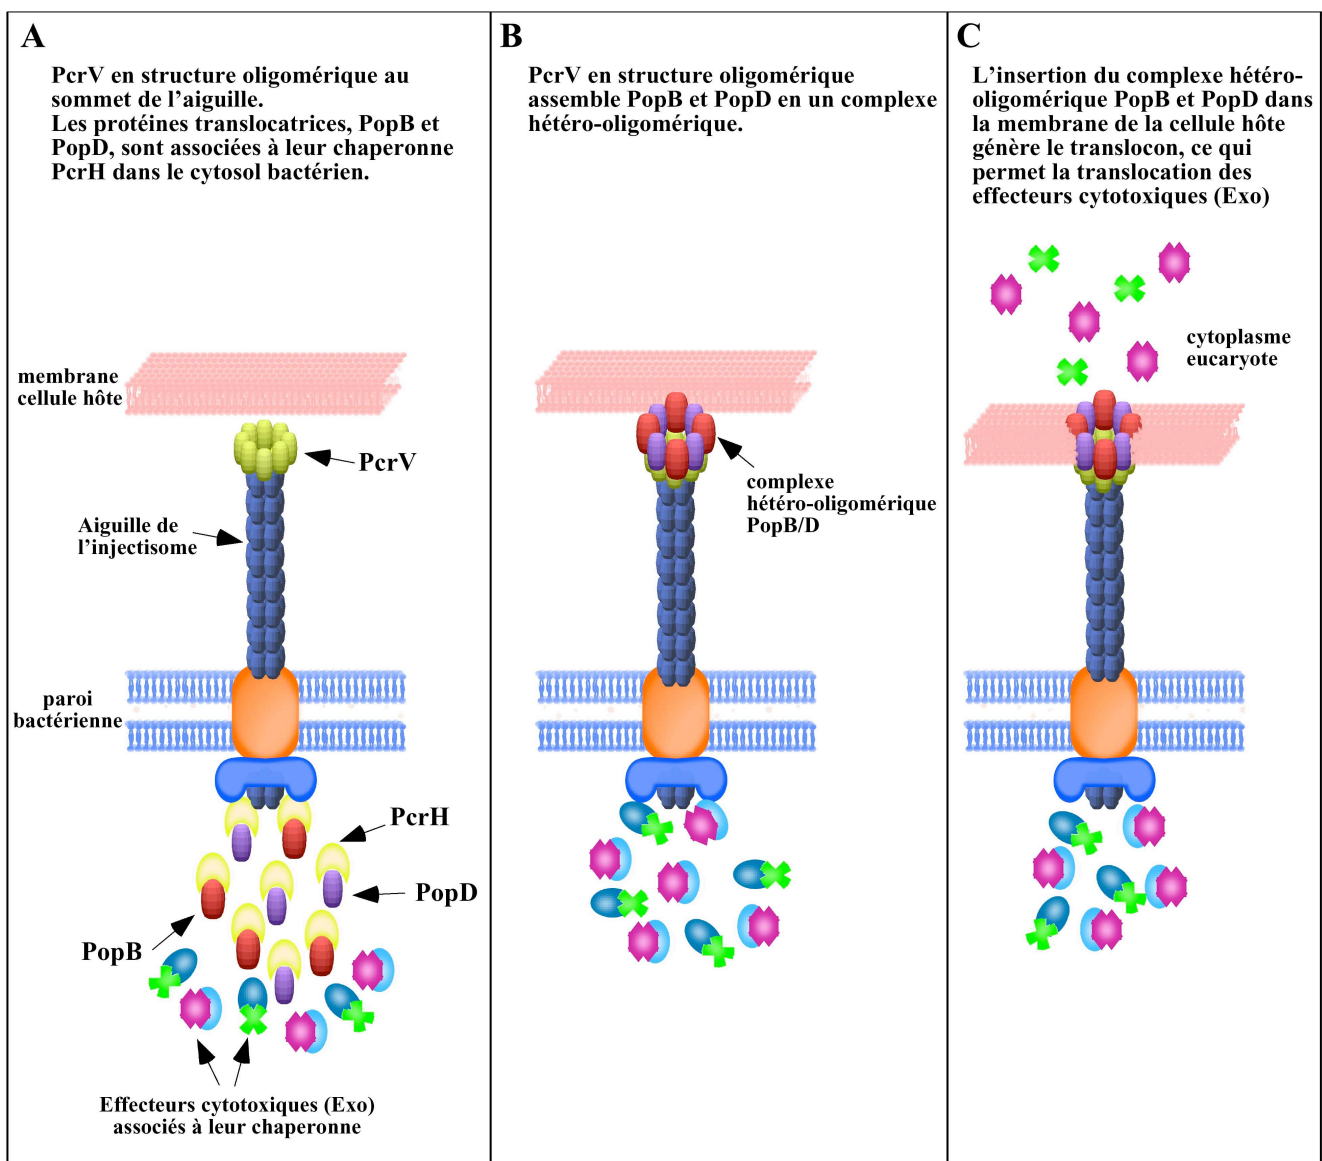 A
PcrV en structure oligomérique au
sommet de l’aiguille.
Les protéines translocatrices, PopB et
PopD, sont associées à leur chaperonne
PcrH dans le cytosol bactérien.
membrane
cellule hôte
PcrV
Aiguille de
l’injectisome
paroi
bactérienne
PcrH
PopD
PopB
Effecteurs cytotoxiques (Exo)
associés à leur chaperonne
B
PcrV en structure oligomérique
assemble PopB et PopD en un complexe
hétéro-oligomérique.
complexe
hétéro-oligomérique
PopB/D
C
L’insertion du complexe hétéro-
oligomérique PopB et PopD dans
la membrane de la cellule hôte
génère le translocon, ce qui
permet la translocation des
effecteurs cytotoxiques (Exo)
cytoplasme
eucaryote